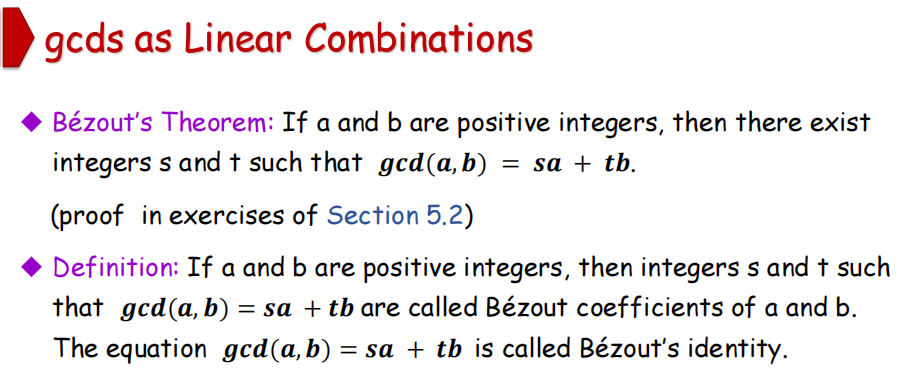 gcds as Linear Combinations
◆ Bézout's Theorem: If a and b are positive integers, then there exist
integers s and t such that gcd(a, b) = sa + tb.
(proof in exercises of Section 5.2)
◆ Definition: If a and b are positive integers, then integers s and t such
that gcd(a, b) = sa + tb are called Bézout coefficients of a and b.
The equation gcd(a, b) = sa + tb is called Bézout's identity.